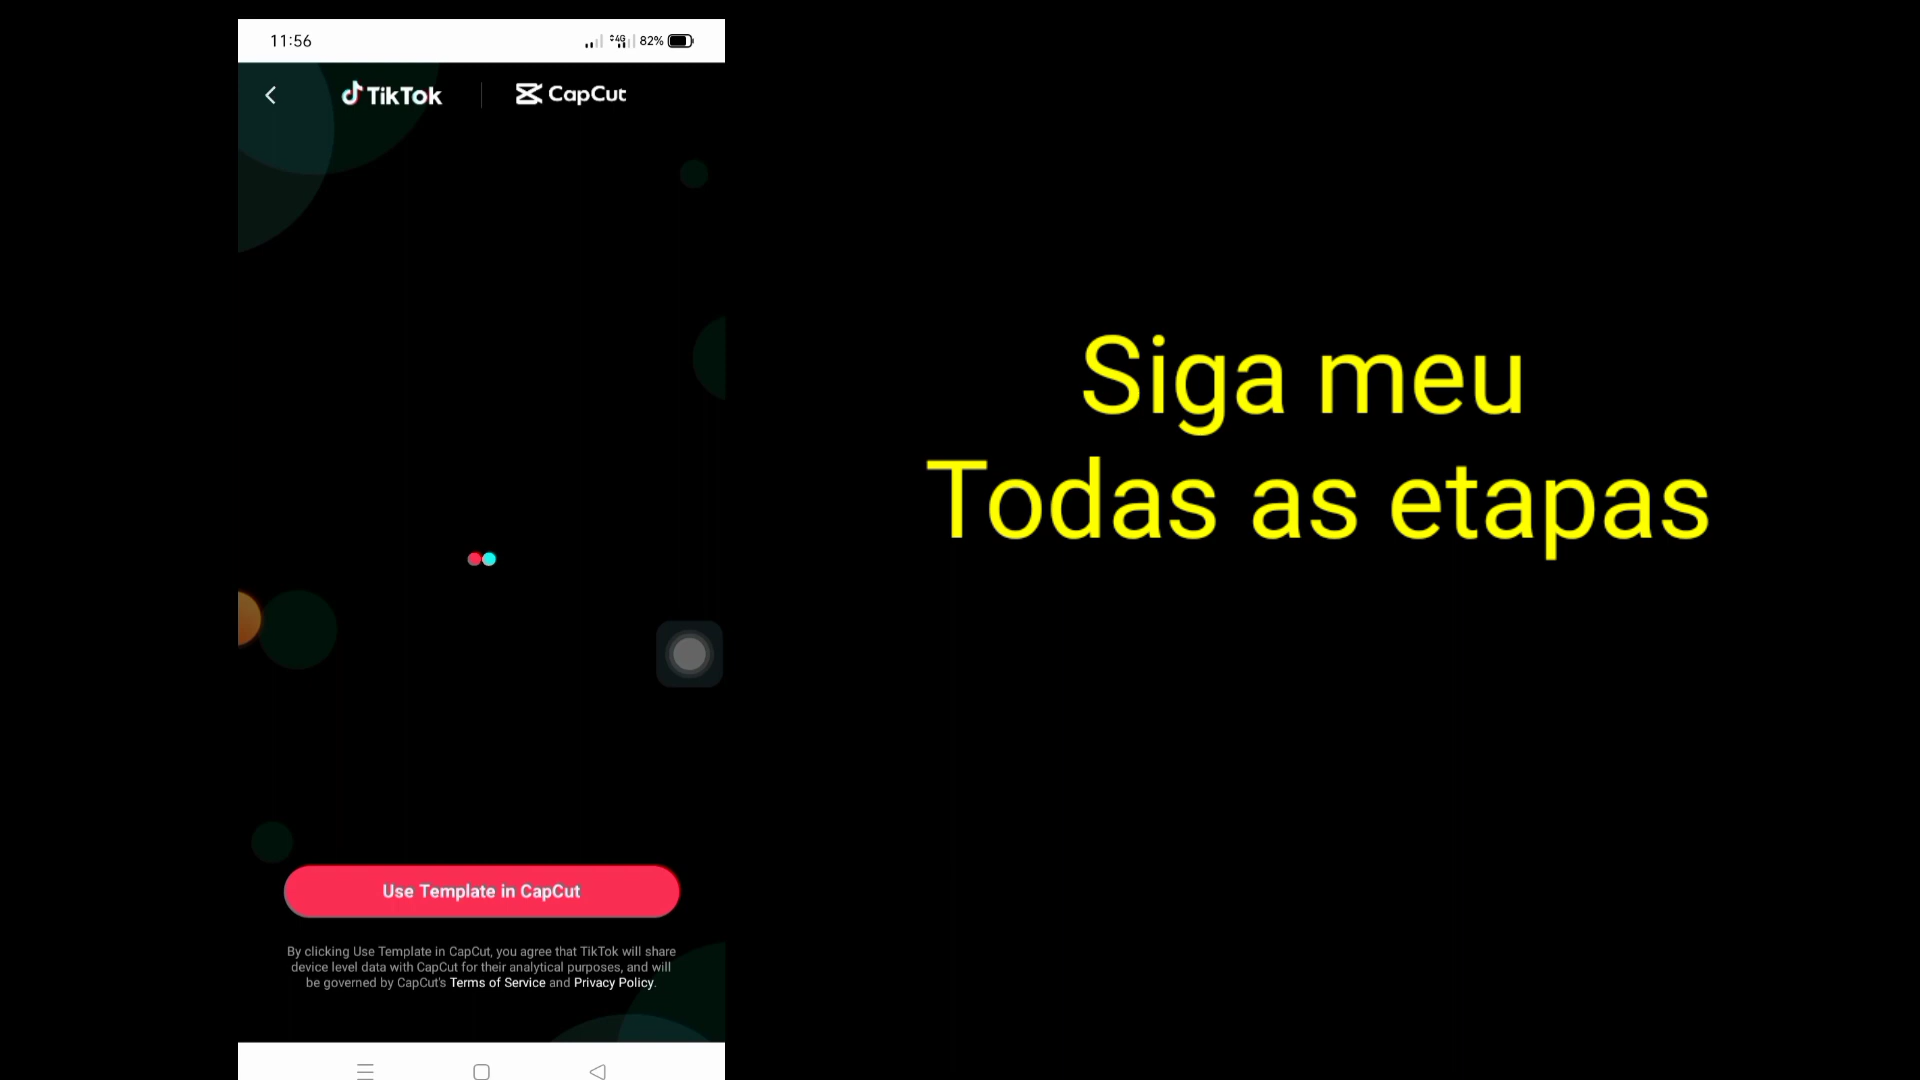 11:56
4G 82%
TikTok
CapCut
Siga meu
Todas as etapas
Use Template in CapCut
By clicking Use Template in CapCut, you agree that TikTok will share
device level data with CapCut for their analytical purposes, and will
be governed by CapCut's Terms of Service and Privacy Policy.